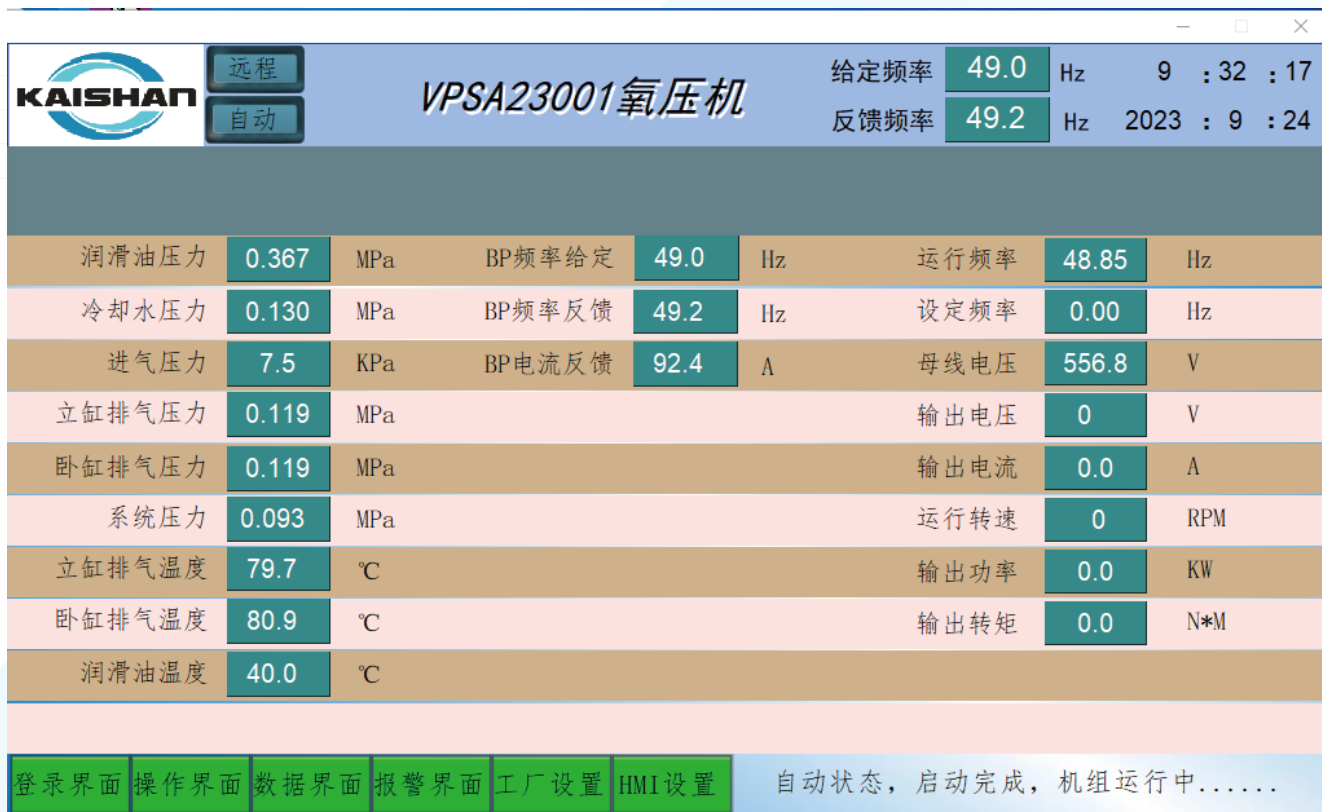 KAISHAN 远程 自动 VPSA23001氧压机
给定频率 49.0 Hz 9 : 32 : 17
反馈频率 49.2 Hz 2023 : 9 : 24
润滑油压力 0.367 MPa BP频率给定 49.0 Hz 运行频率 48.85 Hz
冷却水压力 0.130 MPa BP频率反馈 49.2 Hz 设定频率 0.00 Hz
进气压力 7.5 KPa BP电流反馈 92.4 A 母线电压 556.8 V
立缸排气压力 0.119 MPa 输出电压 0 V
卧缸排气压力 0.119 MPa 输出电流 0.0 A
系统压力 0.093 MPa 运行转速 0 RPM
立缸排气温度 79.7 ℃ 输出功率 0.0 KW
卧缸排气温度 80.9 ℃ 输出转矩 0.0 N*M
润滑油温度 40.0 ℃
登录界面 操作界面 数据界面 报警界面 工厂设置 HMI设置 自动状态，启动完成，机组运行中......